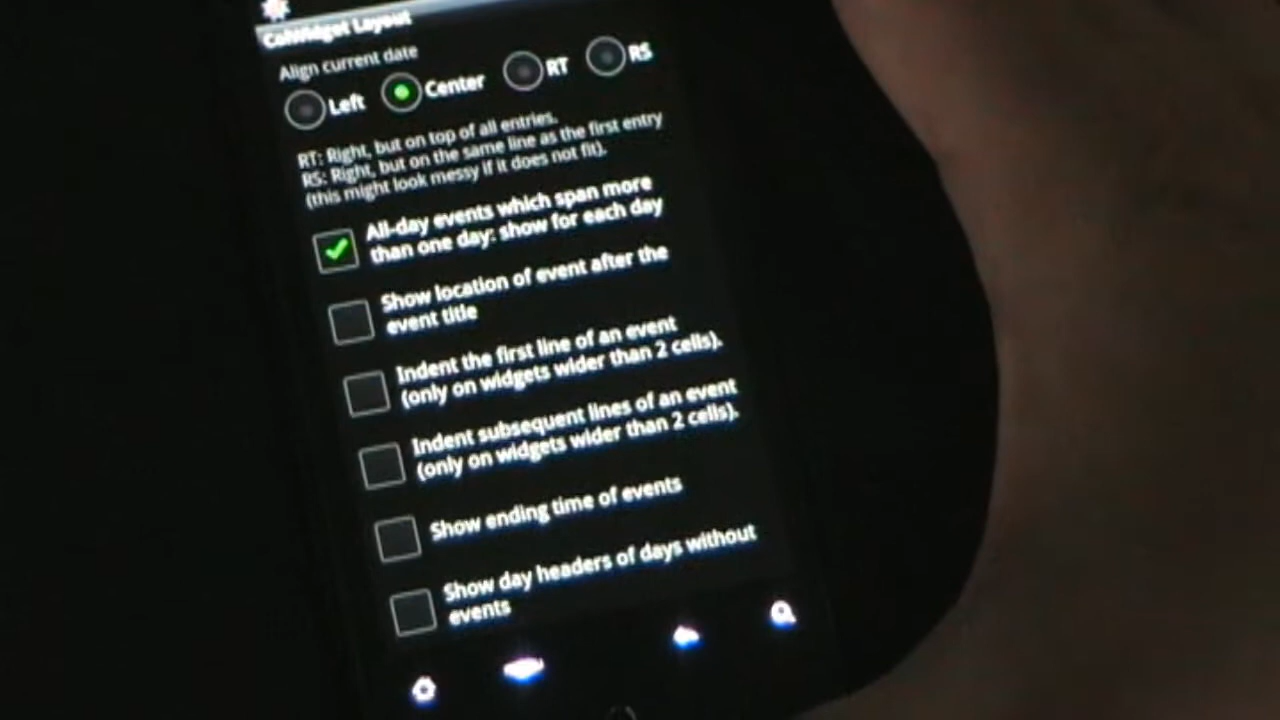 CalWidget Layout
Align current date
Left Center RT RS
RT: Right, but on top of all entries.
RS: Right, but on the same line as the first entry
(this might look messy if it does not fit).
All-day events which span more
than one day: show for each day
Show location of event after the
event title
Indent the first line of an event
(only on widgets wider than 2 cells).
Indent subsequent lines of an event
(only on widgets wider than 2 cells).
Show ending time of events
Show day headers of days without
events